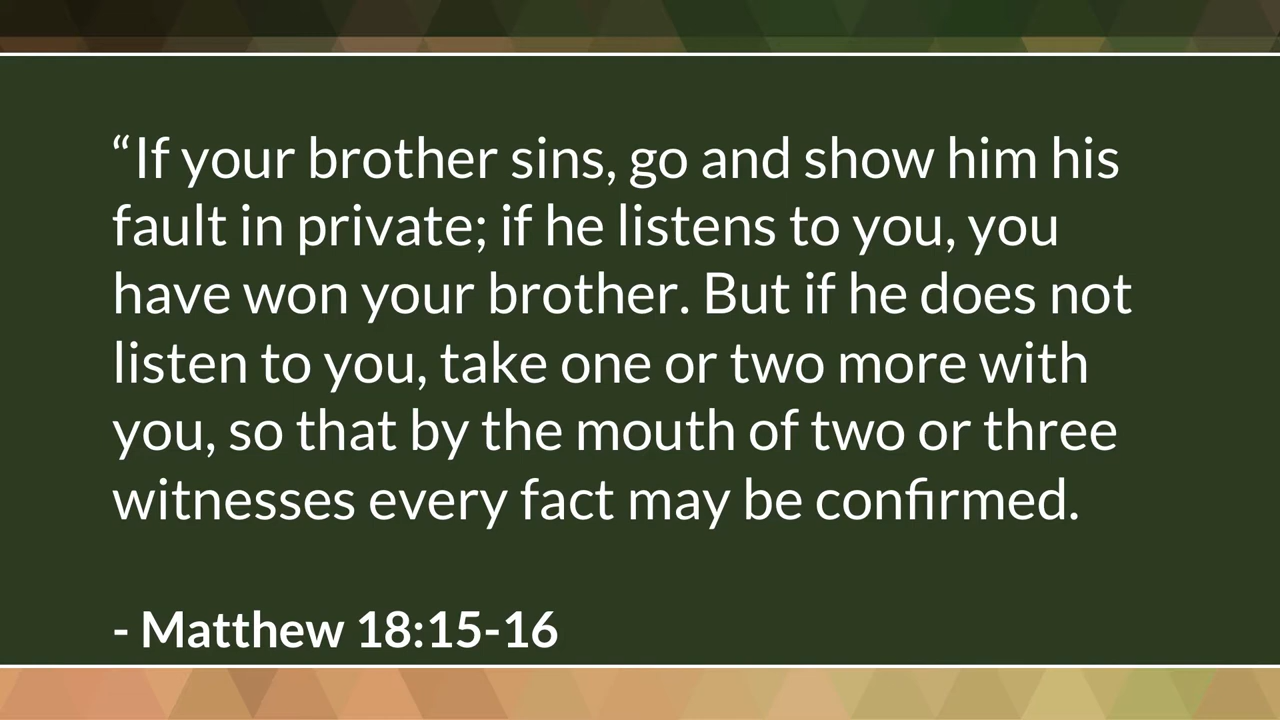 “If your brother sins, go and show him his
fault in private; if he listens to you, you
have won your brother. But if he does not
listen to you, take one or two more with
you, so that by the mouth of two or three
witnesses every fact may be confirmed.
- Matthew 18:15-16